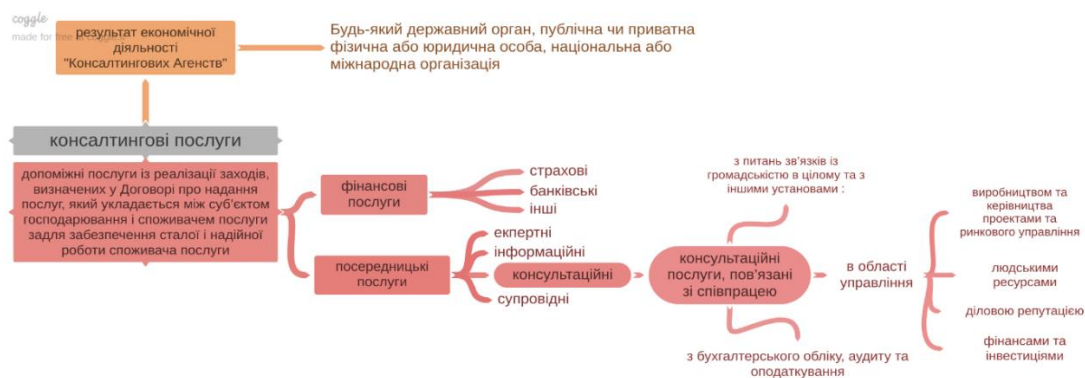 coggle
made for free at coggle.it
результат економічної
діяльності
"Консалтингових Агенств"
Будь-який державний орган, публічна чи приватна
фізична або юридична особа, національна або
міжнародна організація
консалтингові послуги
допоміжні послуги із реалізації заходів,
визначених у Договорі про надання
послуг, який укладається між суб'єктом
господарювання і споживачем послуги
задля забезпечення сталої і надійної
роботи споживача послуги
фінансові
послуги
страхові
банківські
інші
посередницькі
послуги
екпертні
інформаційні
консультаційні
супровідні
консультаційні
послуги, пов'язані
зі співпрацею
з питань зв'язків із
громадськістю в цілому та з
іншими установами :
в області
управління
виробництвом та
керівництва
проектами та
ринкового управління
людськими
ресурсами
діловою репутацією
фінансами та
інвестиціями
з бухгалтерського обліку, аудиту та
оподаткування